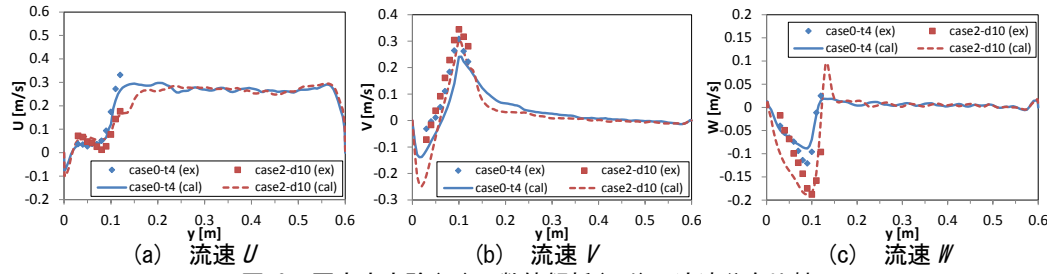 0.6
0.5
0.4
0.3
0.2
0.1
0
-0.1
-0.2
U [m/s]
case0-t4 (ex)
case2-d10 (ex)
case0-t4 (cal)
case2-d10 (cal)
0 0.1 0.2 0.3 0.4 0.5 0.6
y [m]
(a) 流速 U
0.4
0.3
0.2
0.1
0
-0.1
-0.2
-0.3
V [m/s]
case0-t4 (ex)
case2-d10 (ex)
case0-t4 (cal)
case2-d10 (cal)
0 0.1 0.2 0.3 0.4 0.5 0.6
y [m]
(b) 流速 V
0.2
0.15
0.1
0.05
0
-0.05
-0.1
-0.15
-0.2
W [m/s]
case0-t4 (ex)
case2-d10 (ex)
case0-t4 (cal)
case2-d10 (cal)
0 0.1 0.2 0.3 0.4 0.5 0.6
y [m]
(c) 流速 W